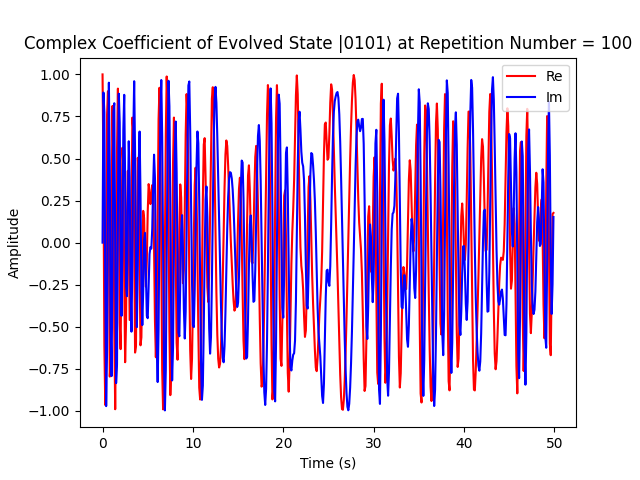 Complex Coefficient of Evolved State |0101⟩ at Repetition Number = 100
Re
Im
1.00
0.75
0.50
0.25
0.00
−0.25
−0.50
−0.75
−1.00
Amplitude
0 10 20 30 40 50
Time (s)